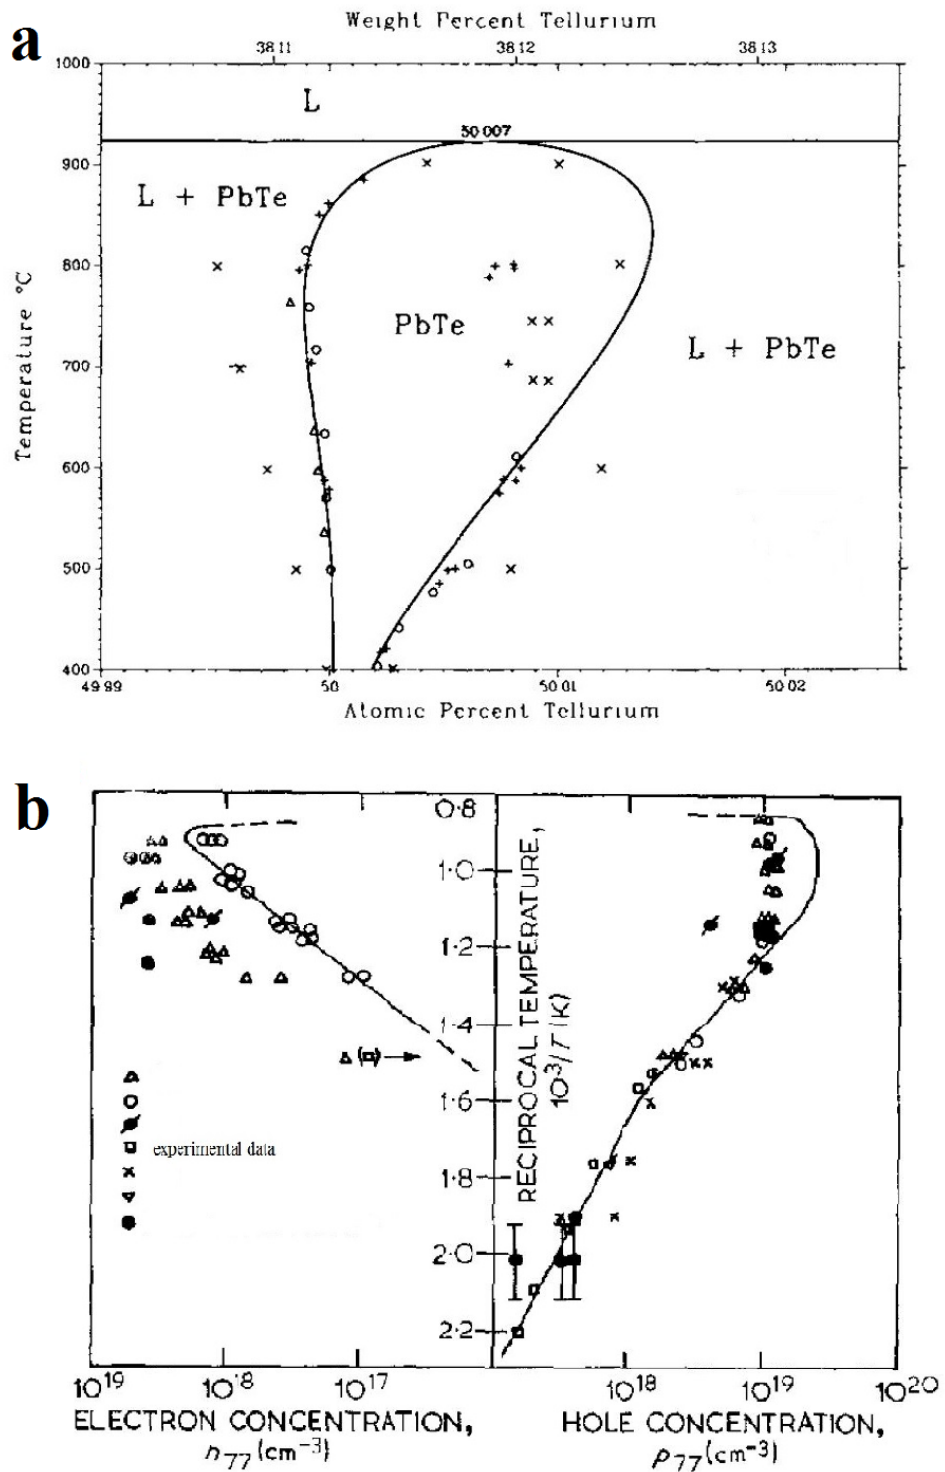 a
Weight Percent Tellurium
38 11 38 12 38 13
1000
L
50 007
900
L + PbTe
800
PbTe
L + PbTe
700
600
500
400
Temperature °C
49 99 50 50 01 50 02
Atomic Percent Tellurium
b
0·8
1·0
1·2
1·4
1·6
1·8
2·0
2·2
RECIPROCAL TEMPERATURE,
10³/T(K)
experimental data
10¹⁹ 10¹⁸ 10¹⁷ 10¹⁸ 10¹⁹ 10²⁰
ELECTRON CONCENTRATION, HOLE CONCENTRATION,
n₇₇(cm⁻³) p₇₇(cm⁻³)